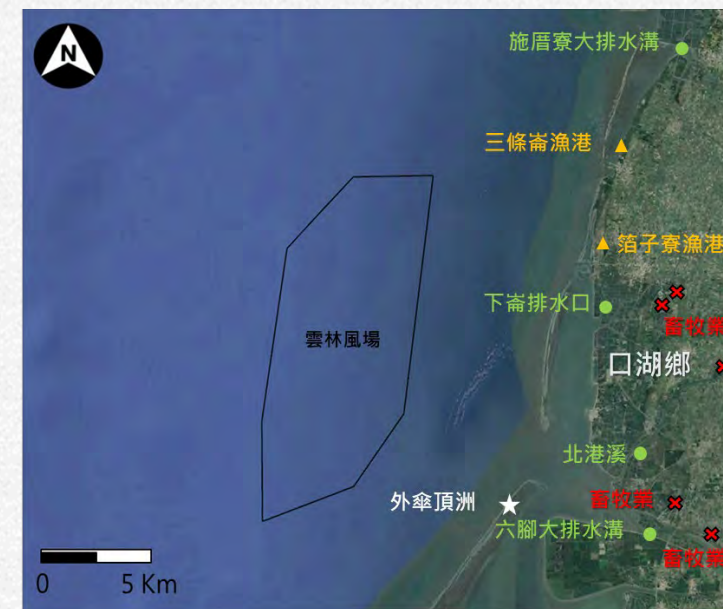 N
施厝寮大排水溝
三條崙漁港
箔子寮漁港
下崙排水口
畜牧業
雲林風場
口湖鄉
北港溪
外傘頂洲
畜牧業
六腳大排水溝
畜牧業
0
5 Km